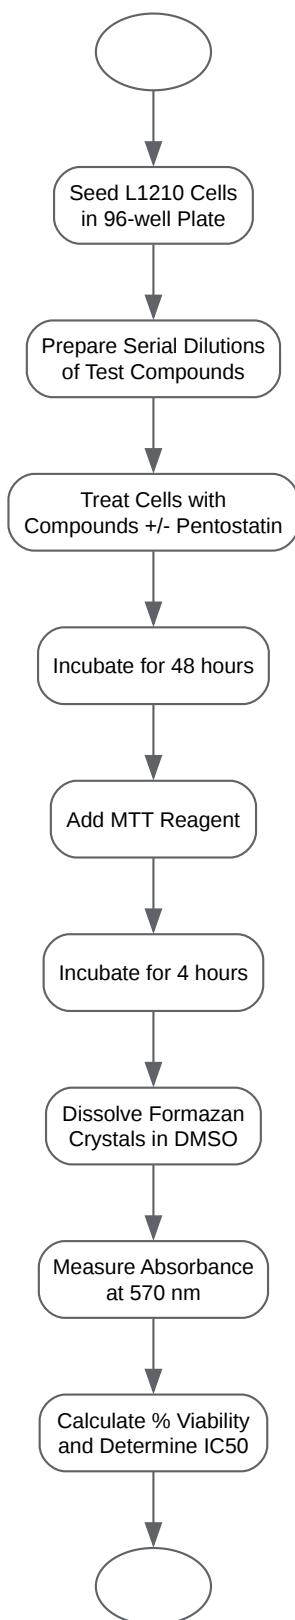 Seed L1210 Cells
in 96-well Plate
Prepare Serial Dilutions
of Test Compounds
Treat Cells with
Compounds +/- Pentostatin
Incubate for 48 hours
Add MTT Reagent
Incubate for 4 hours
Dissolve Formazan
Crystals in DMSO
Measure Absorbance
at 570 nm
Calculate % Viability
and Determine IC50